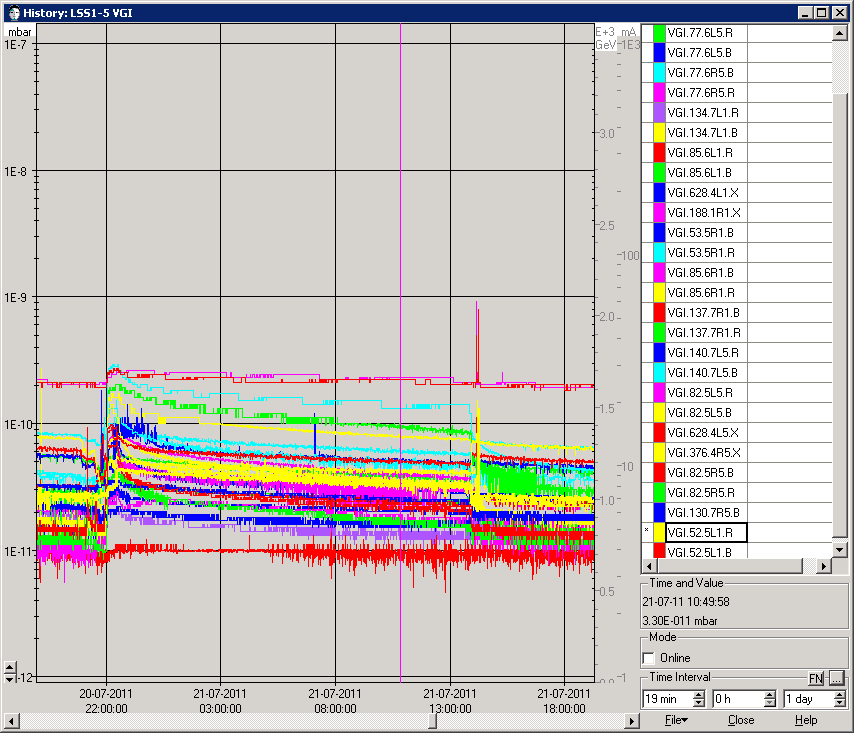 History: LSS1-5 VGI
mbar
E+3 mA
GeV
1E3
1E-7
3.0
1E-8
2.5
100
1E-9
2.0
1.5
1E-10
10
1.0
1E-11
0.5
-12
1
20-07-2011 21-07-2011 21-07-2011 21-07-2011 21-07-2011
22:00:00 03:00:00 08:00:00 13:00:00 18:00:00
VGI.77.6L5.R
VGI.77.6L5.B
VGI.77.6R5.B
VGI.77.6R5.R
VGI.134.7L1.R
VGI.134.7L1.B
VGI.85.6L1.R
VGI.85.6L1.B
VGI.628.4L1.X
VGI.188.1R1.X
VGI.53.5R1.B
VGI.53.5R1.R
VGI.85.6R1.B
VGI.85.6R1.R
VGI.137.7R1.B
VGI.137.7R1.R
VGI.140.7L5.R
VGI.140.7L5.B
VGI.82.5L5.R
VGI.82.5L5.B
VGI.628.4L5.X
VGI.376.4R5.X
VGI.82.5R5.B
VGI.82.5R5.R
VGI.130.7R5.B
* VGI.52.5L1.R
VGI.52.5L1.B
Time and Value
21-07-11 10:49:58
3.30E-011 mbar
Mode
Online
Time Interval FN ...
19 min 0 h 1 day
File Close Help